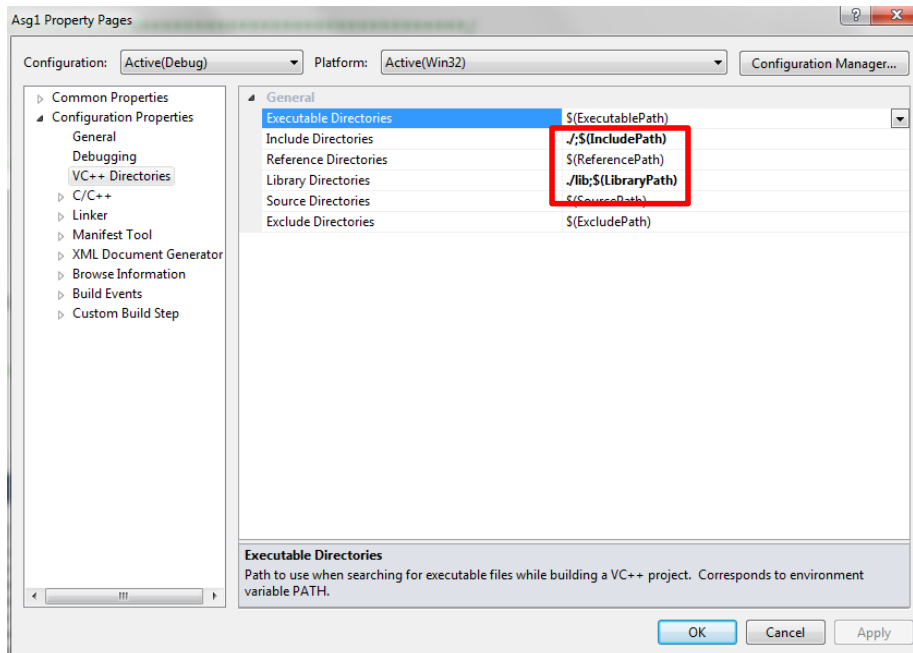 Asg1 Property Pages
Configuration: Active(Debug) Platform: Active(Win32) Configuration Manager...
Common Properties
Configuration Properties
General
Debugging
VC++ Directories
C/C++
Linker
Manifest Tool
XML Document Generator
Browse Information
Build Events
Custom Build Step
General
Executable Directories $(ExecutablePath)
Include Directories ./;$(IncludePath)
Reference Directories $(ReferencePath)
Library Directories ./lib;$(LibraryPath)
Source Directories $(SourcePath)
Exclude Directories $(ExcludePath)
Executable Directories
Path to use when searching for executable files while building a VC++ project. Corresponds to environment
variable PATH.
OK Cancel Apply